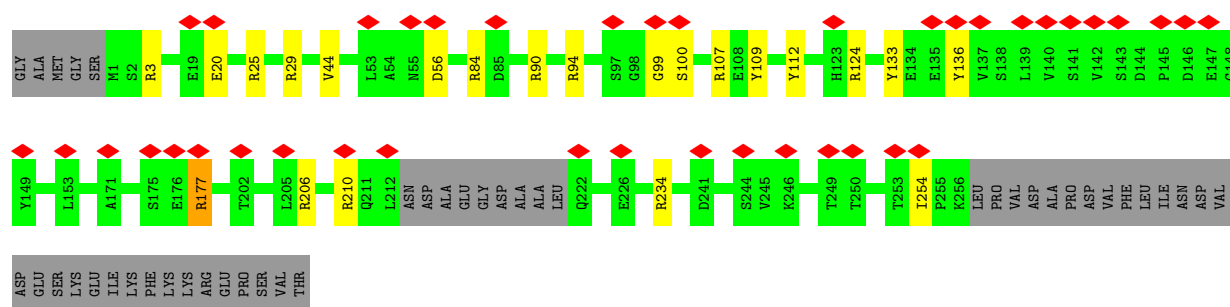 GLY ALA MET GLY SER M1 S2 R3 E19 E20 R25 R29 V44 L53 A54 N55 D56 R84 D85 R90 R94 S97 G98 G99 S100 R107 E108 Y109 Y112 H123 R124 Y133 E134 E135 Y136 V137 S138 L139 V140 S141 V142 S143 D144 P145 D146 E147
Y149 L153 A171 S175 E176 R177 T202 L205 R206 R210 Q211 L212 ASN ASP ALA GLU GLY ASP ALA ALA LEU Q222 E226 R234 D241 S244 V245 K246 T249 T250 T253 I254 P255 K256 LEU PRO VAL ASP ALA PRO ASP VAL PHE LEU ILE ASN ASP VAL
ASP GLU SER LYS GLU ILE LYS PHE LYS LYS ARG GLU PRO SER VAL THR